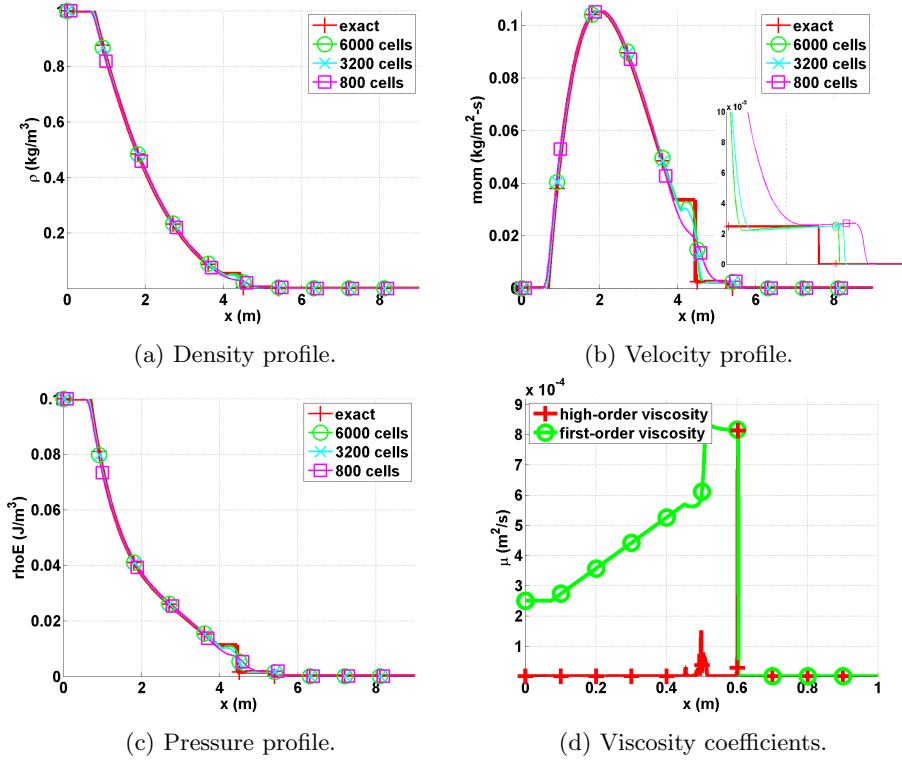 1
0.8
0.6
0.4
0.2
0
2
4
6
8
ρ (kg/m³)
x (m)
exact
6000 cells
3200 cells
800 cells
(a) Density profile.
0.1
0.08
0.06
0.04
0.02
0
0
2
4
6
8
mom (kg/m²-s)
x (m)
exact
6000 cells
3200 cells
800 cells
10 x 10⁻³
8
6
4
2
0
(b) Velocity profile.
0.1
0.08
0.06
0.04
0.02
0
0
2
4
6
8
rhoE (J/m³)
x (m)
exact
6000 cells
3200 cells
800 cells
(c) Pressure profile.
x 10⁻⁴
9
8
7
6
5
4
3
2
1
0
0.2
0.4
0.6
0.8
1
μ (m²/s)
x (m)
high-order viscosity
first-order viscosity
(d) Viscosity coefficients.